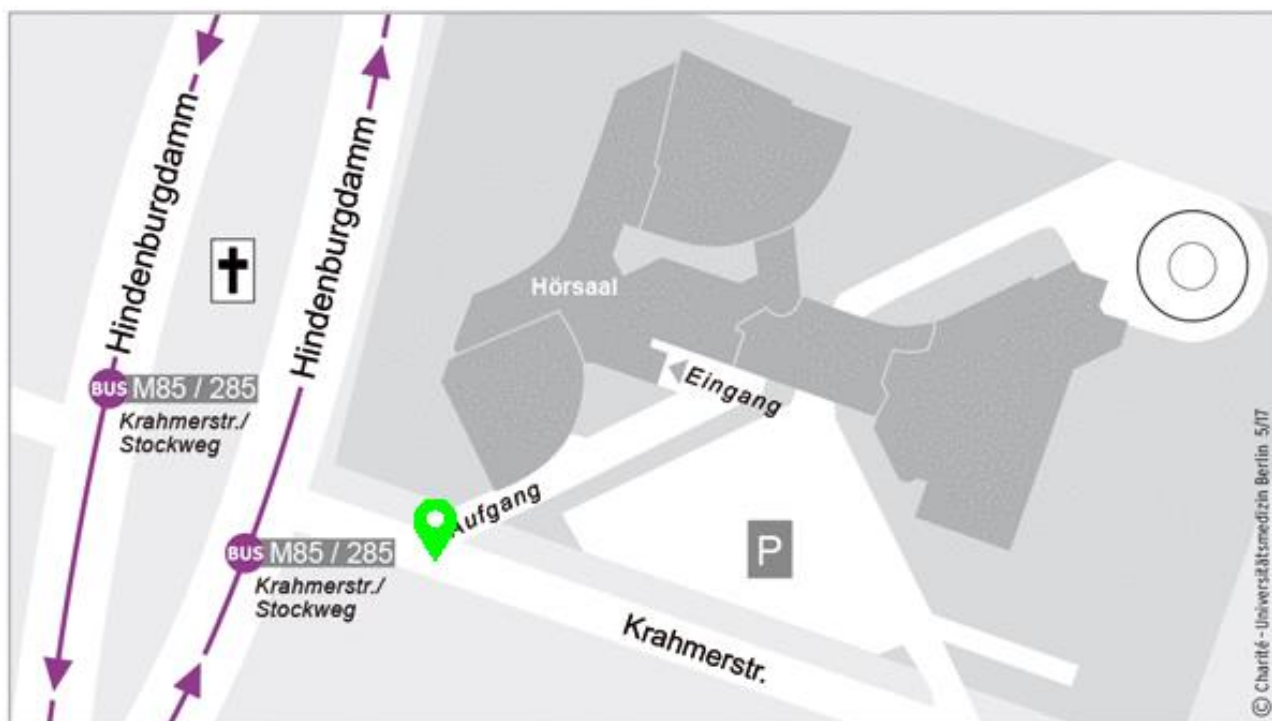 Hindenburgdamm
Hindenburgdamm
Hörsaal
BUS M85 / 285
Krahmerstr./
Stockweg
Eingang
Aufgang
BUS M85 / 285
Krahmerstr./
Stockweg
P
Krahmerstr.
© Charité - Universitätsmedizin Berlin 5/17